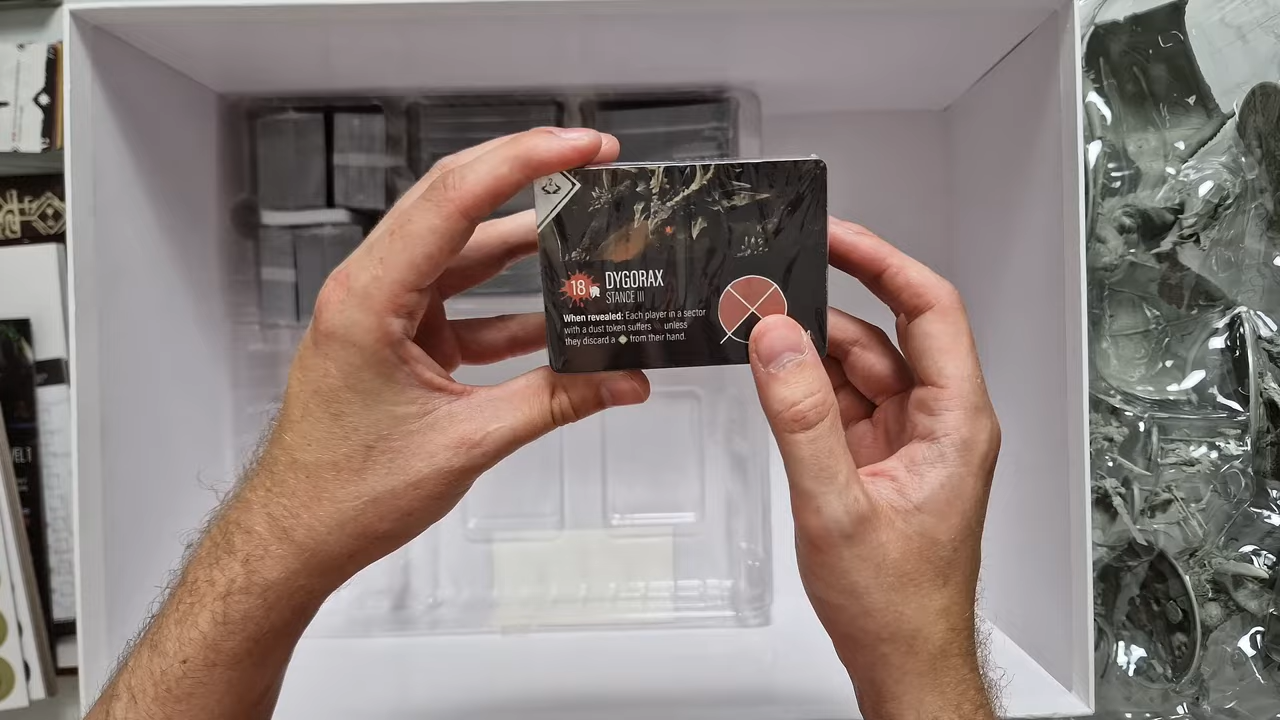 18
DYGORAX
STANCE III
When revealed: Each player in a sector
with a dust token suffers unless
they discard a from their hand.